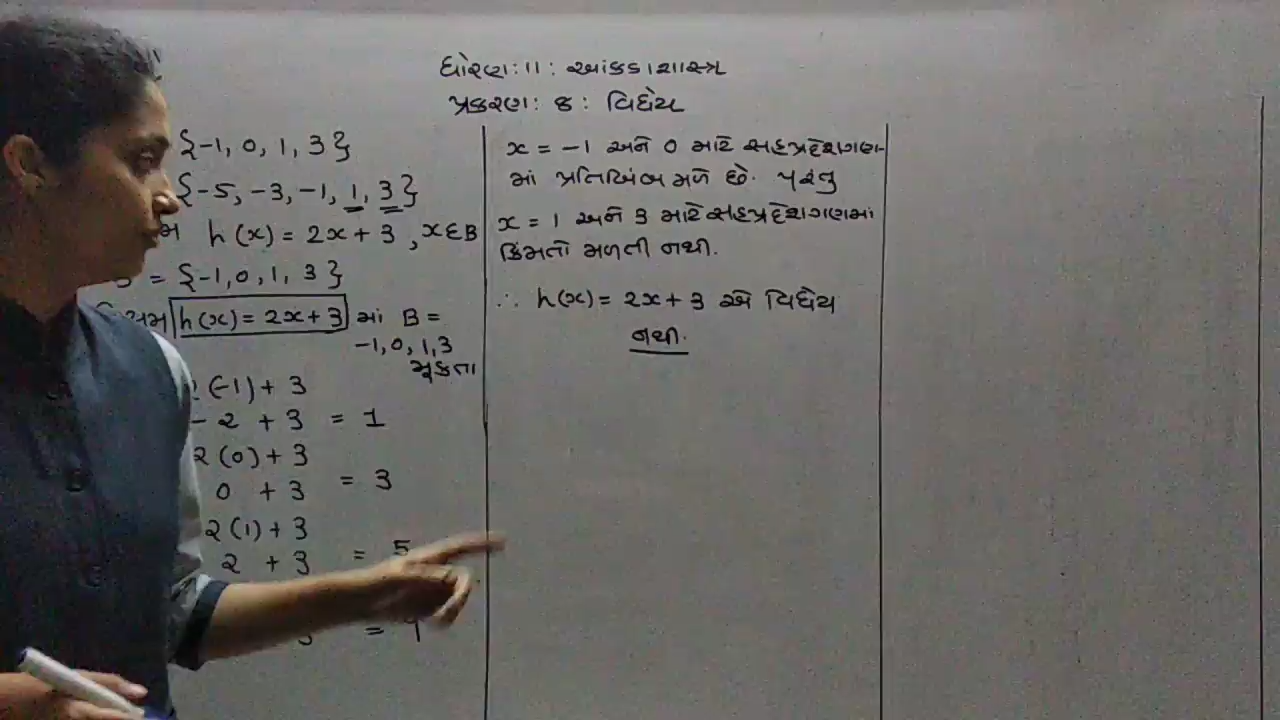 ધોરણ : 11 : આંકડાશાસ્ત્ર
પ્રકરણ : 8 : વિધેય
{-1, 0, 1, 3}
{-5, -3, -1, 1, 3}
h(x) = 2x + 3, x∈B
= {-1, 0, 1, 3}
h(x) = 2x + 3 માં B =
-1, 0, 1, 3
મૂકતા
(-1) + 3
- 2 + 3 = 1
2(0) + 3
0 + 3 = 3
2(1) + 3
2 + 3 = 5
3 = 9
x = -1 અને 0 માટે સહપ્રદેશગણ-
માં પ્રતિબિંબ મળે છે. પરંતુ
x = 1 અને 3 માટે સહપ્રદેશગણમાં
કિંમતો મળતી નથી.
∴ h(x) = 2x + 3 એ વિધેય
નથી.